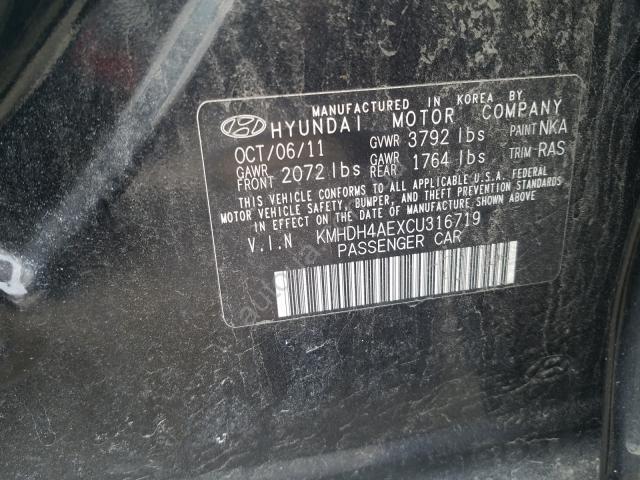 MANUFACTURED IN KOREA BY
HYUNDAI MOTOR COMPANY
OCT/06/11 GVWR 3792 lbs PAINT NKA
GAWR FRONT 2072 lbs GAWR REAR 1764 lbs TRIM RAS
THIS VEHICLE CONFORMS TO ALL APPLICABLE U.S.A. FEDERAL
MOTOR VEHICLE SAFETY, BUMPER, AND THEFT PREVENTION STANDARDS
IN EFFECT ON THE DATE OF MANUFACTURE SHOWN ABOVE.
V.I.N KMHDH4AEXCU316719
PASSENGER CAR